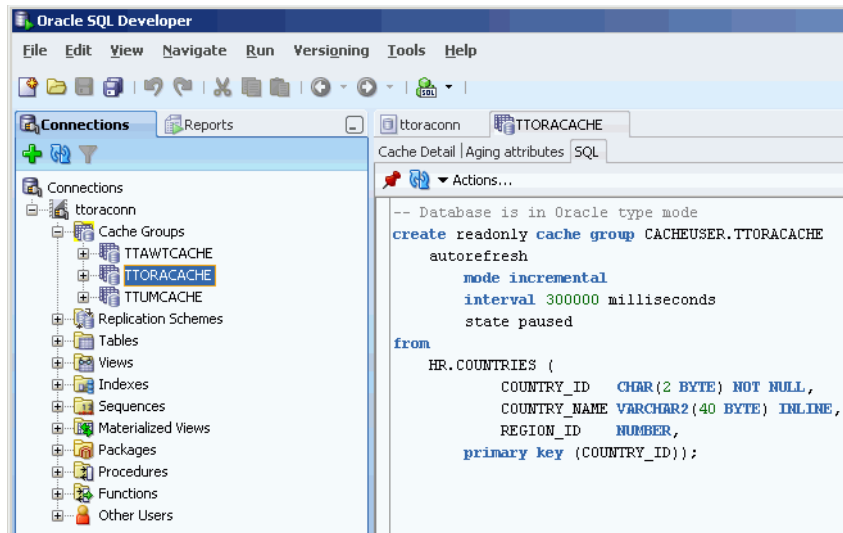 Oracle SQL Developer
File Edit View Navigate Run Versioning Tools Help
SQL
Connections Reports
ttoraconn TTORACACHE
Cache Detail Aging attributes SQL
Actions...
Connections
ttoraconn
Cache Groups
TTAWTCACHE
TTORACACHE
TTUMCACHE
Replication Schemes
Tables
Views
Indexes
Sequences
Materialized Views
Packages
Procedures
Functions
Other Users
-- Database is in Oracle type mode
create readonly cache group CACHEUSER.TTORACACHE
autorefresh
mode incremental
interval 300000 milliseconds
state paused
from
HR.COUNTRIES (
COUNTRY_ID CHAR(2 BYTE) NOT NULL,
COUNTRY_NAME VARCHAR2(40 BYTE) INLINE,
REGION_ID NUMBER,
primary key (COUNTRY_ID));